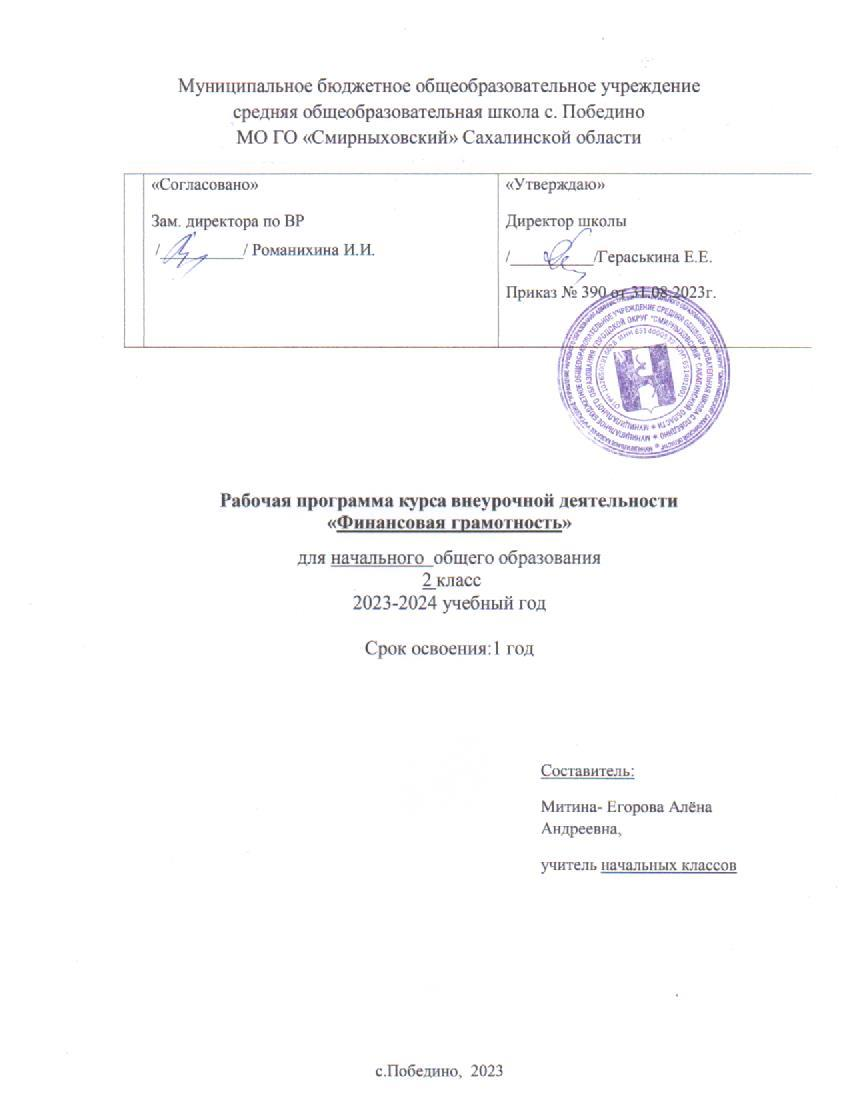 Муниципальное бюджетное общеобразовательное учреждение
средняя общеобразовательная школа с. Победино
МО ГО «Смирныховский» Сахалинской области
«Согласовано»
Зам. директора по ВР
/__________/ Романихина И.И.
«Утверждаю»
Директор школы
/__________/Гераськина Е.Е.
Приказ № 390 от 31.08.2023г.
Рабочая программа курса внеурочной деятельности
«Финансовая грамотность»
для начального общего образования
2 класс
2023-2024 учебный год
Срок освоения:1 год
Составитель:
Митина- Егорова Алёна
Андреевна,
учитель начальных классов
с.Победино, 2023